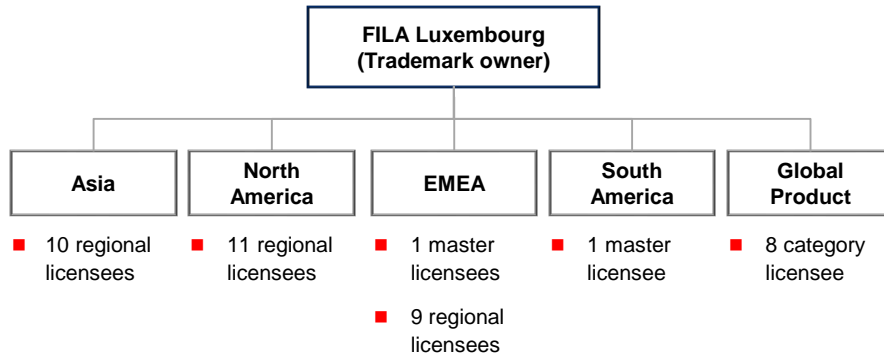 FILA Luxembourg
(Trademark owner)
Asia
North
America
EMEA
South
America
Global
Product
10 regional
licensees
11 regional
licensees
1 master
licensees
9 regional
licensees
1 master
licensee
8 category
licensee